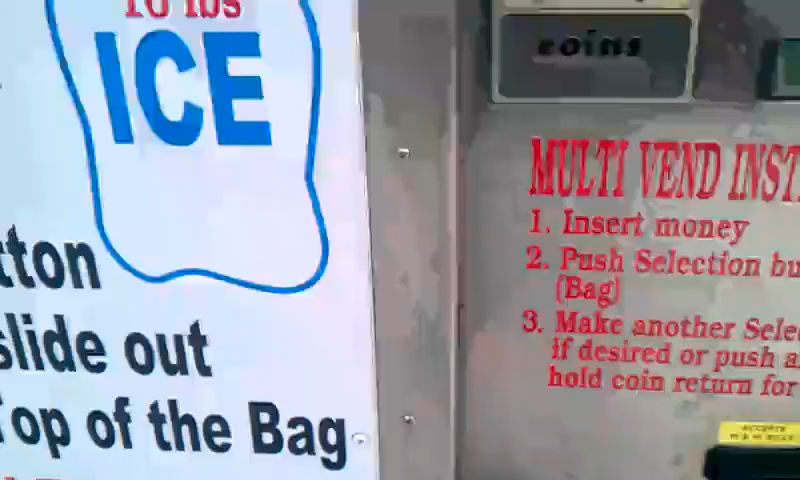 10 lbs
ICE
tton
slide out
Top of the Bag
coins
MULTI VEND INST
1. Insert money
2. Push Selection bu
(Bag)
3. Make another Selec
if desired or push a
hold coin return for